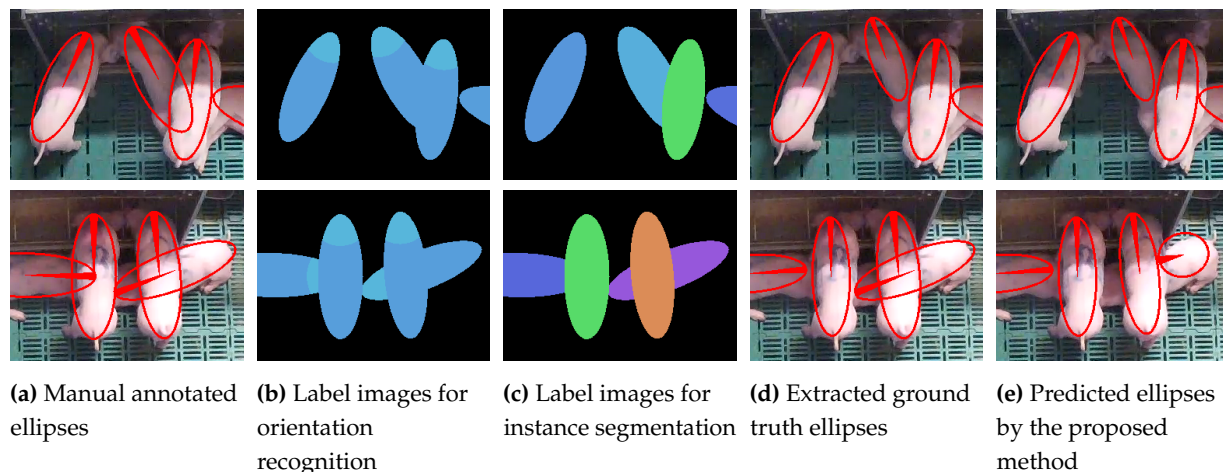 (a) Manual annotated
ellipses
(b) Label images for
orientation
recognition
(c) Label images for
instance segmentation
(d) Extracted ground
truth ellipses
(e) Predicted ellipses
by the proposed
method